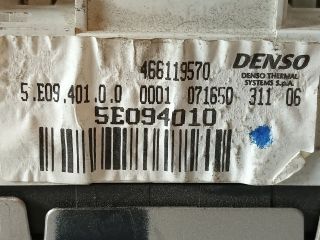 466119570
DENSO
DENSO THERMAL
SYSTEMS S.p.A.
5.E09.401.0.0 0001 071650 311 06
5E094010